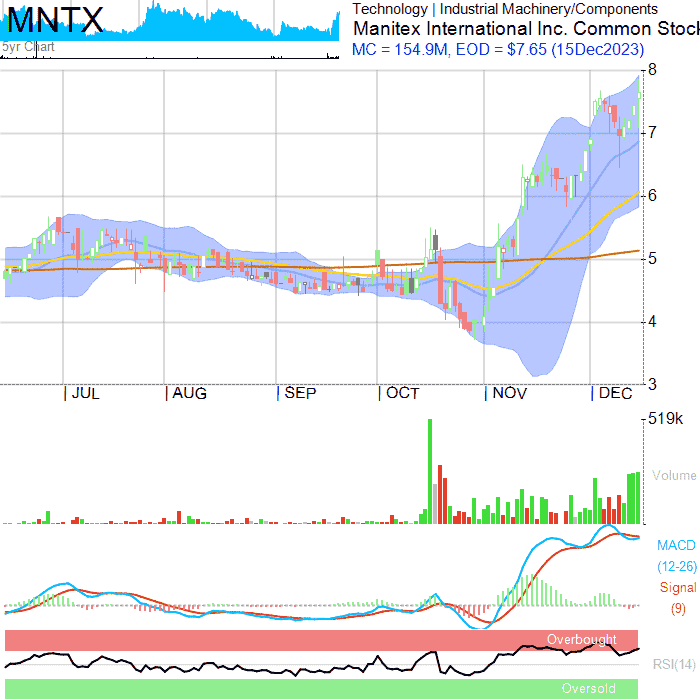 MNTX
5yr Chart
Technology | Industrial Machinery/Components
Manitex International Inc. Common Stock
MC = 154.9M, EOD = $7.65 (15Dec2023)
8
7
6
5
4
3
JUL AUG SEP OCT NOV DEC
519k
Volume
MACD
(12-26)
Signal
(9)
Overbought
RSI(14)
Oversold